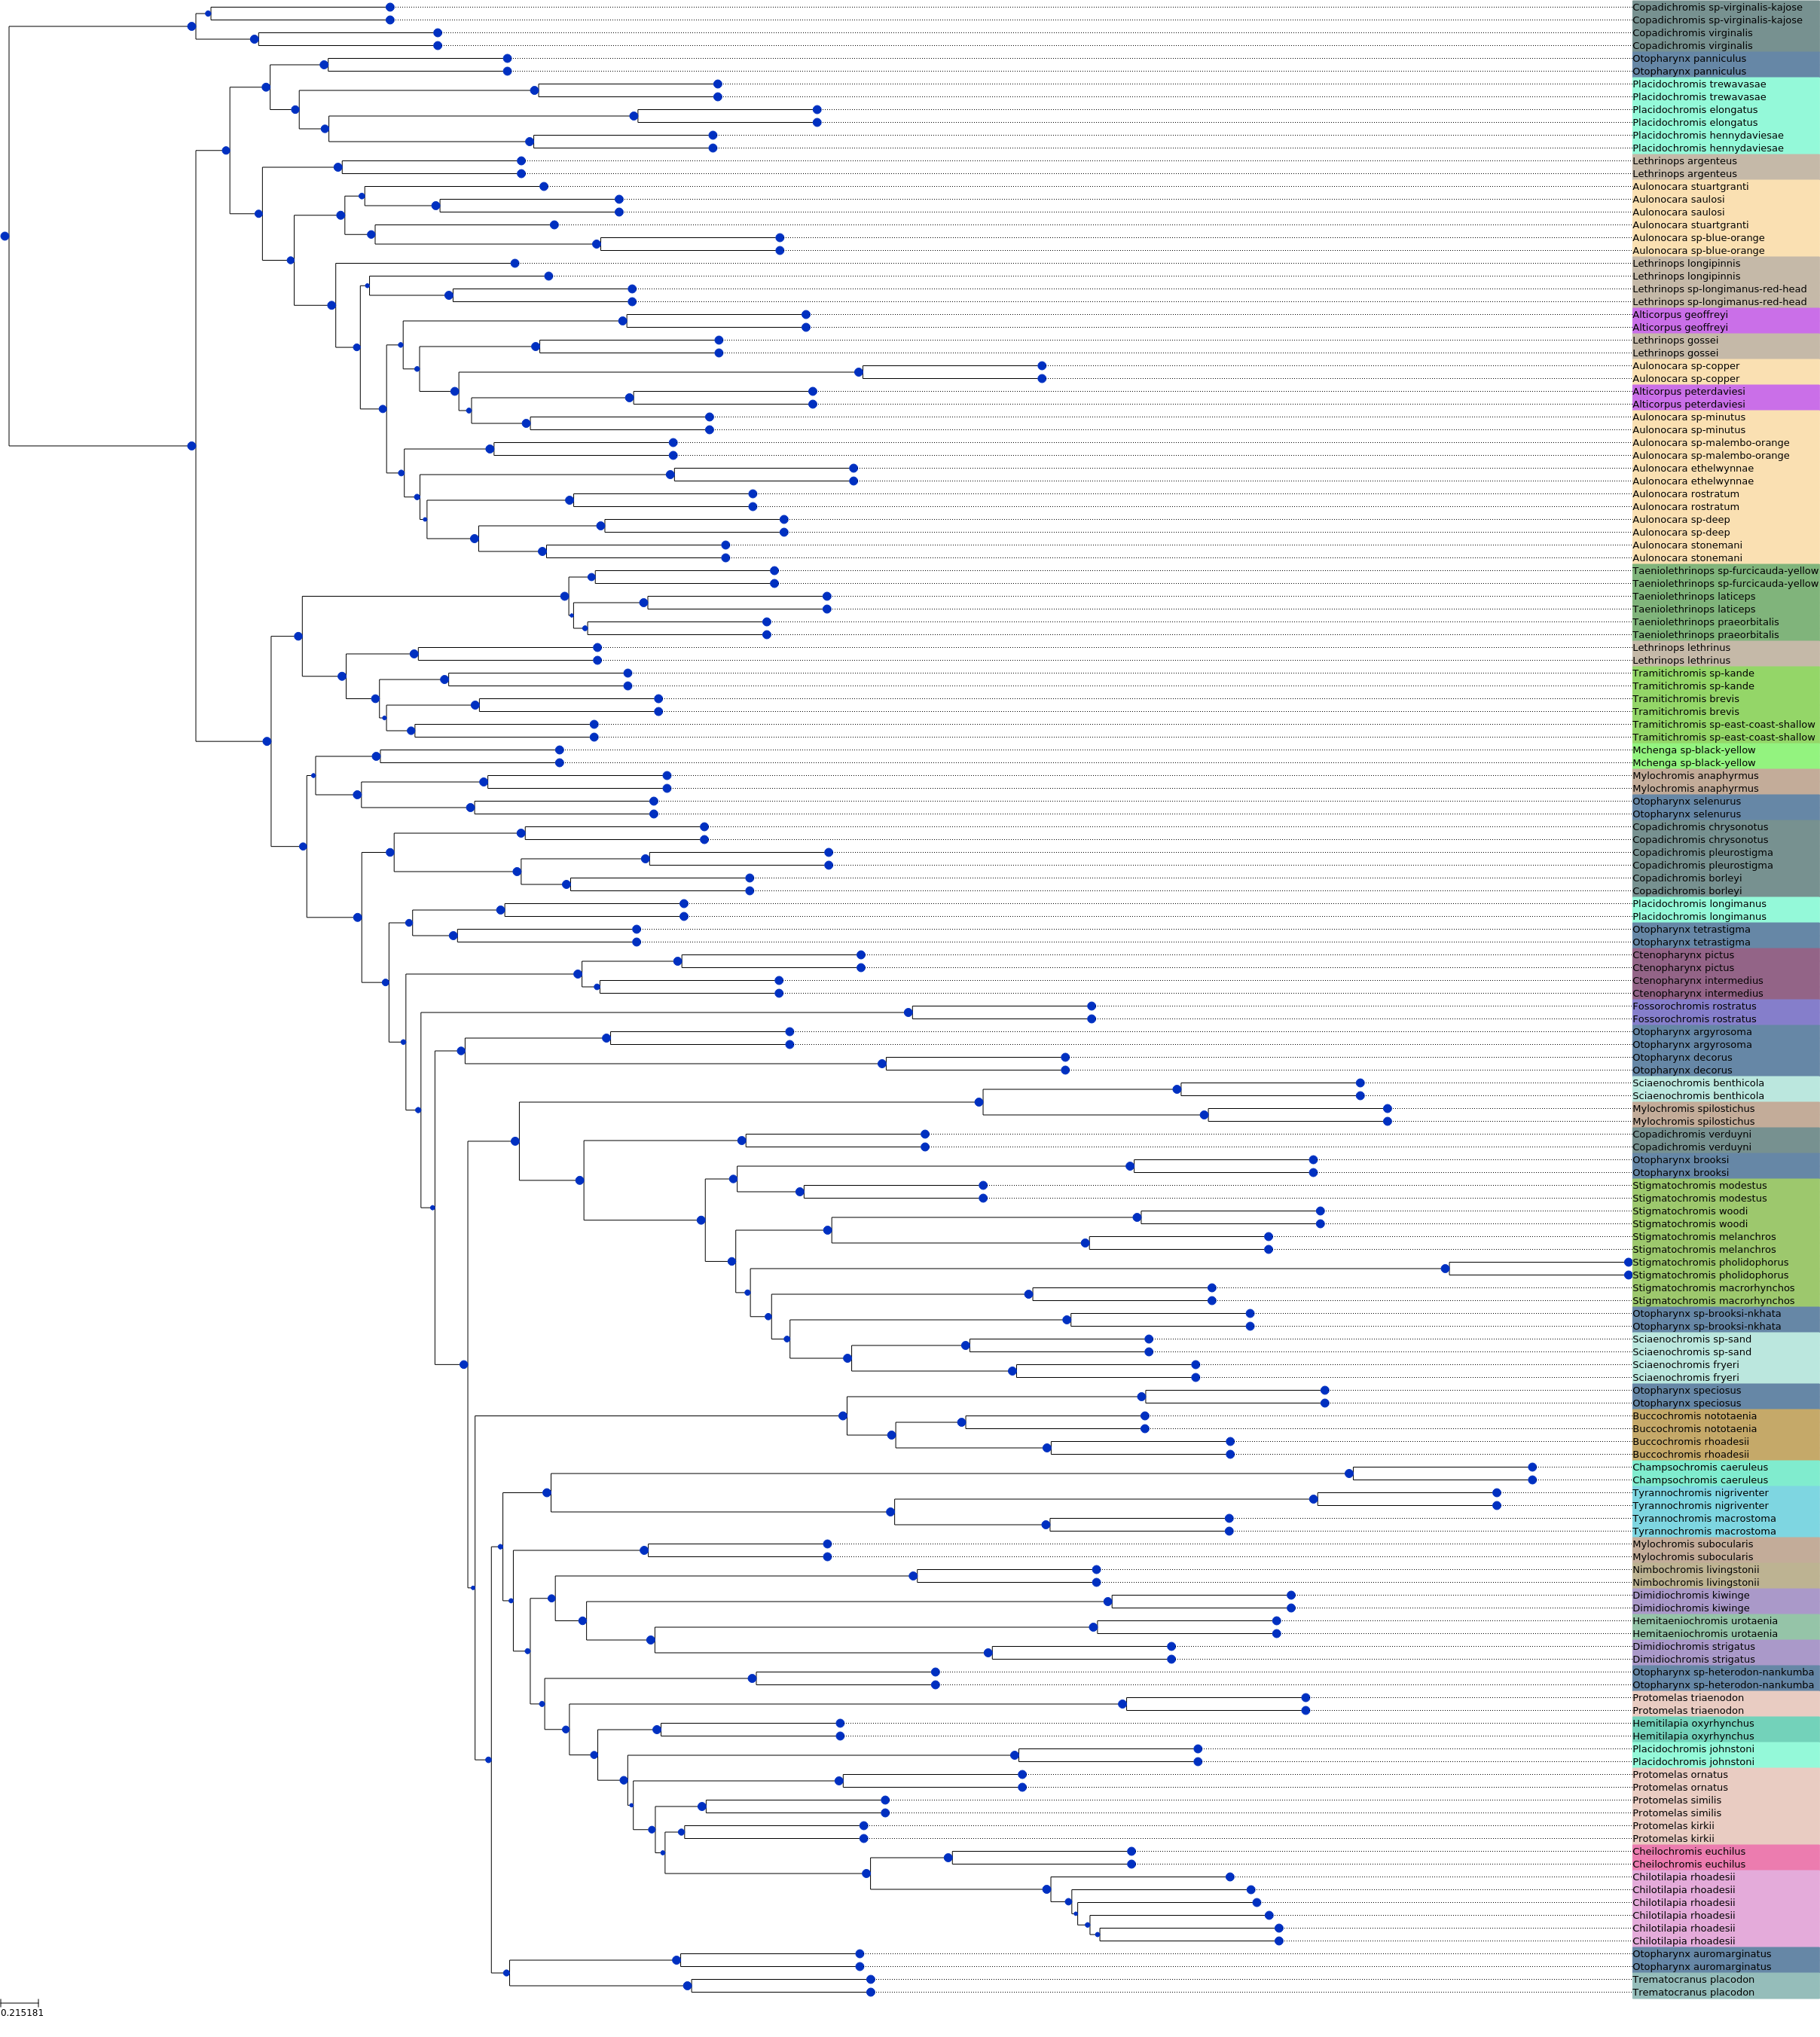 Copadichromis sp-virginalis-kajose
Copadichromis sp-virginalis-kajose
Copadichromis virginalis
Copadichromis virginalis
Otopharynx panniculus
Otopharynx panniculus
Placidochromis trewavasae
Placidochromis trewavasae
Placidochromis elongatus
Placidochromis elongatus
Placidochromis hennydaviesae
Placidochromis hennydaviesae
Lethrinops argenteus
Lethrinops argenteus
Aulonocara stuartgranti
Aulonocara saulosi
Aulonocara saulosi
Aulonocara stuartgranti
Aulonocara sp-blue-orange
Aulonocara sp-blue-orange
Lethrinops longipinnis
Lethrinops longipinnis
Lethrinops sp-longimanus-red-head
Lethrinops sp-longimanus-red-head
Alticorpus geoffreyi
Alticorpus geoffreyi
Lethrinops gossei
Lethrinops gossei
Aulonocara sp-copper
Aulonocara sp-copper
Alticorpus peterdaviesi
Alticorpus peterdaviesi
Aulonocara sp-minutus
Aulonocara sp-minutus
Aulonocara sp-malembo-orange
Aulonocara sp-malembo-orange
Aulonocara ethelwynnae
Aulonocara ethelwynnae
Aulonocara rostratum
Aulonocara rostratum
Aulonocara sp-deep
Aulonocara sp-deep
Aulonocara stonemani
Aulonocara stonemani
Taeniolethrinops sp-furcicauda-yellow
Taeniolethrinops sp-furcicauda-yellow
Taeniolethrinops laticeps
Taeniolethrinops laticeps
Taeniolethrinops praeorbitalis
Taeniolethrinops praeorbitalis
Lethrinops lethrinus
Lethrinops lethrinus
Tramitichromis sp-kande
Tramitichromis sp-kande
Tramitichromis brevis
Tramitichromis brevis
Tramitichromis sp-east-coast-shallow
Tramitichromis sp-east-coast-shallow
Mchenga sp-black-yellow
Mchenga sp-black-yellow
Mylochromis anaphyrmus
Mylochromis anaphyrmus
Otopharynx selenurus
Otopharynx selenurus
Copadichromis chrysonotus
Copadichromis chrysonotus
Copadichromis pleurostigma
Copadichromis pleurostigma
Copadichromis borleyi
Copadichromis borleyi
Placidochromis longimanus
Placidochromis longimanus
Otopharynx tetrastigma
Otopharynx tetrastigma
Ctenopharynx pictus
Ctenopharynx pictus
Ctenopharynx intermedius
Ctenopharynx intermedius
Fossorochromis rostratus
Fossorochromis rostratus
Otopharynx argyrosoma
Otopharynx argyrosoma
Otopharynx decorus
Otopharynx decorus
Sciaenochromis benthicola
Sciaenochromis benthicola
Mylochromis spilostichus
Mylochromis spilostichus
Copadichromis verduyni
Copadichromis verduyni
Otopharynx brooksi
Otopharynx brooksi
Stigmatochromis modestus
Stigmatochromis modestus
Stigmatochromis woodi
Stigmatochromis woodi
Stigmatochromis melanchros
Stigmatochromis melanchros
Stigmatochromis pholidophorus
Stigmatochromis pholidophorus
Stigmatochromis macrorhynchos
Stigmatochromis macrorhynchos
Otopharynx sp-brooksi-nkhata
Otopharynx sp-brooksi-nkhata
Sciaenochromis sp-sand
Sciaenochromis sp-sand
Sciaenochromis fryeri
Sciaenochromis fryeri
Otopharynx speciosus
Otopharynx speciosus
Buccochromis nototaenia
Buccochromis nototaenia
Buccochromis rhoadesii
Buccochromis rhoadesii
Champsochromis caeruleus
Champsochromis caeruleus
Tyrannochromis nigriventer
Tyrannochromis nigriventer
Tyrannochromis macrostoma
Tyrannochromis macrostoma
Mylochromis subocularis
Mylochromis subocularis
Nimbochromis livingstonii
Nimbochromis livingstonii
Dimidiochromis kiwinge
Dimidiochromis kiwinge
Hemitaeniochromis urotaenia
Hemitaeniochromis urotaenia
Dimidiochromis strigatus
Dimidiochromis strigatus
Otopharynx sp-heterodon-nankumba
Otopharynx sp-heterodon-nankumba
Protomelas triaenodon
Protomelas triaenodon
Hemitilapia oxyrhynchus
Hemitilapia oxyrhynchus
Placidochromis johnstoni
Placidochromis johnstoni
Protomelas ornatus
Protomelas ornatus
Protomelas similis
Protomelas similis
Protomelas kirkii
Protomelas kirkii
Cheilochromis euchilus
Cheilochromis euchilus
Chilotilapia rhoadesii
Chilotilapia rhoadesii
Chilotilapia rhoadesii
Chilotilapia rhoadesii
Chilotilapia rhoadesii
Chilotilapia rhoadesii
Otopharynx auromarginatus
Otopharynx auromarginatus
Trematocranus placodon
Trematocranus placodon
0.215181